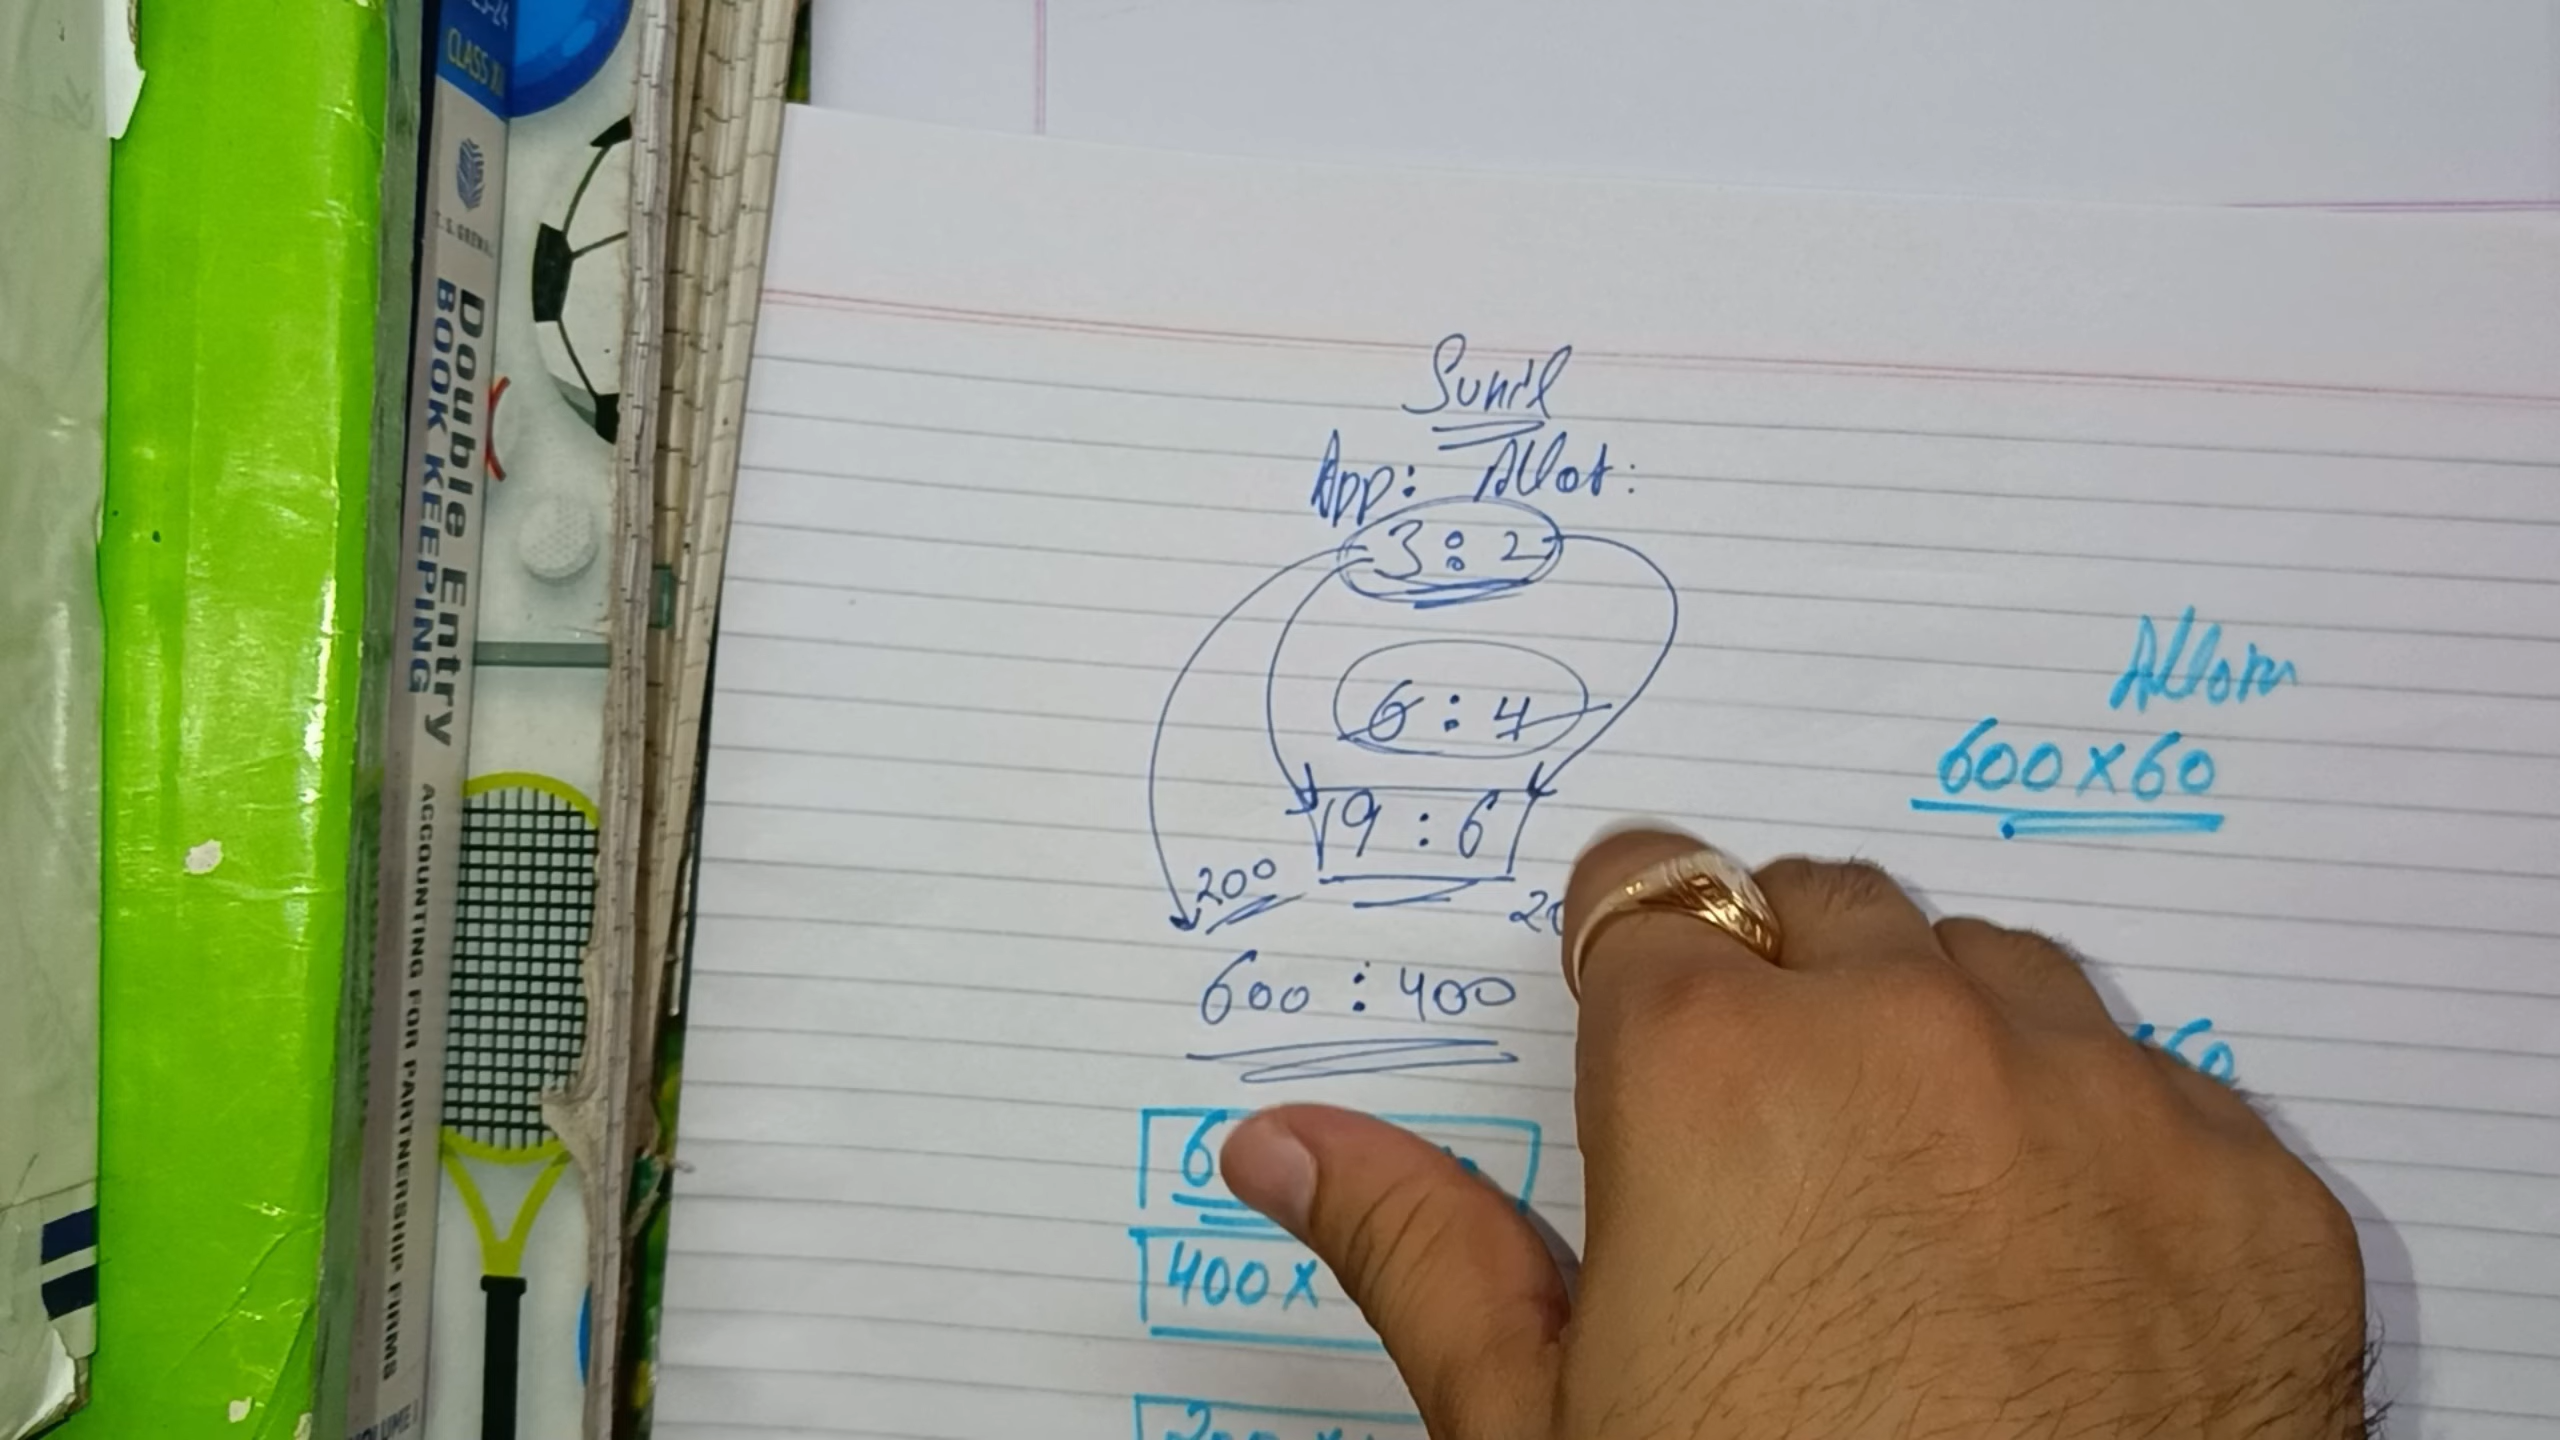 CLASS XII
T.S. GREWAL
Double Entry
BOOK KEEPING
ACCOUNTING FOR PARTNERSHIP FIRMS
VOLUME I
Sunil
App: Allot:
3 : 2
6 : 4
9 : 6
200
600 : 400
600 x 60
400 x